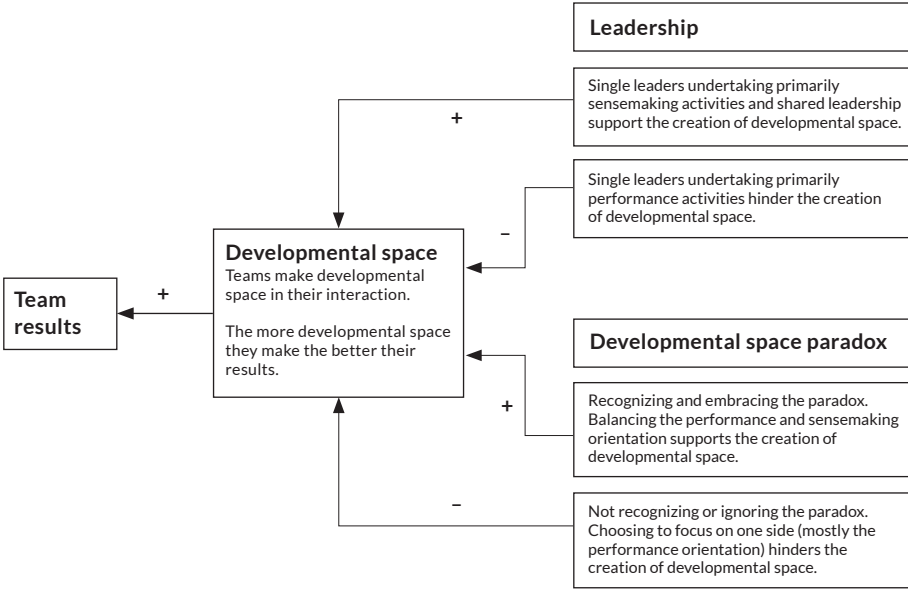 Leadership
Single leaders undertaking primarily
sensemaking activities and shared leadership
support the creation of developmental space.
+
Single leaders undertaking primarily
performance activities hinder the creation
of developmental space.
–
Developmental space
Teams make developmental
space in their interaction.
The more developmental space
they make the better their
results.
+
Team
results
Developmental space paradox
+
Recognizing and embracing the paradox.
Balancing the performance and sensemaking
orientation supports the creation of
developmental space.
–
Not recognizing or ignoring the paradox.
Choosing to focus on one side (mostly the
performance orientation) hinders the
creation of developmental space.